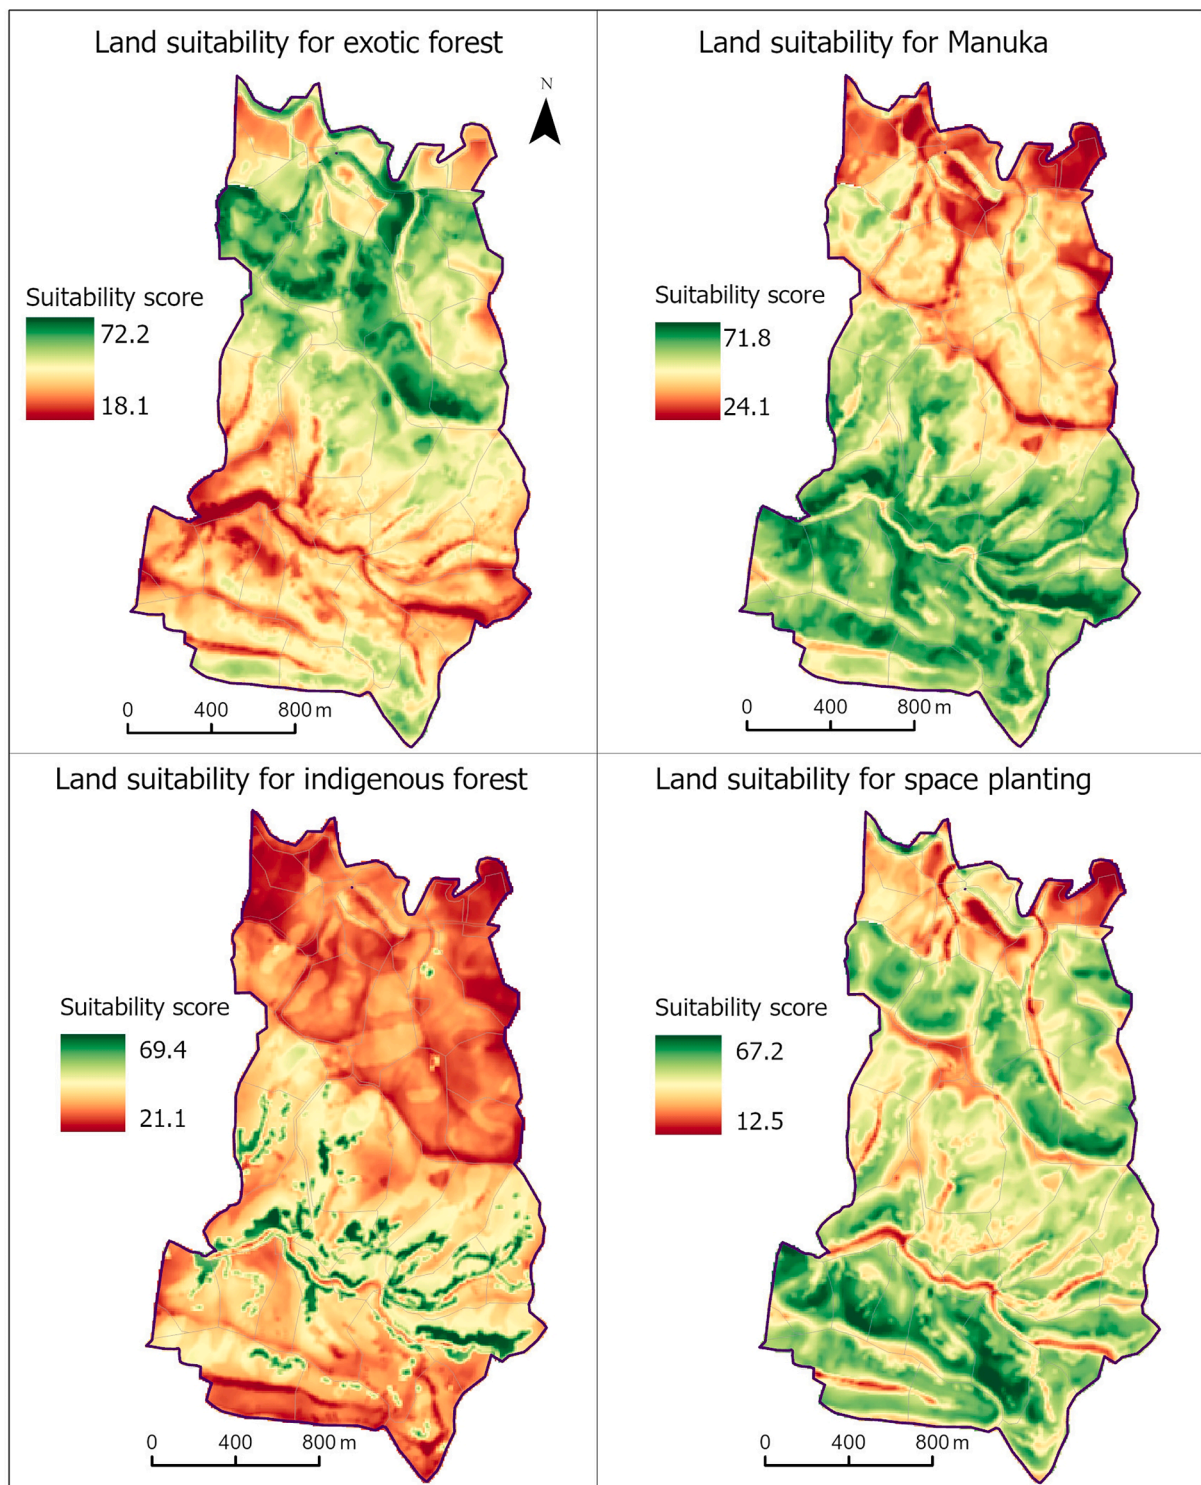 Land suitability for exotic forest
N
Suitability score
72.2
18.1
0 400 800 m
Land suitability for Manuka
Suitability score
71.8
24.1
0 400 800 m
Land suitability for indigenous forest
Suitability score
69.4
21.1
0 400 800 m
Land suitability for space planting
Suitability score
67.2
12.5
0 400 800 m